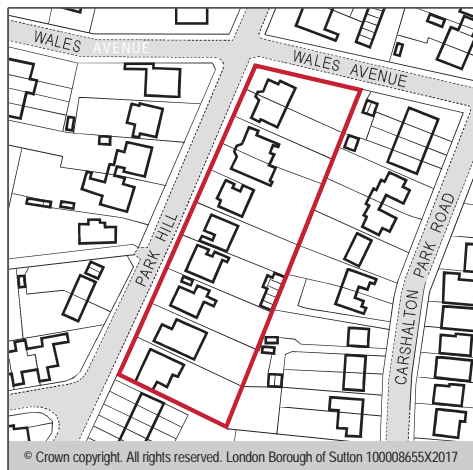 WALES AVENUE
WALES AVENUE
PARK HILL
CARSHALTON PARK ROAD
© Crown copyright. All rights reserved. London Borough of Sutton 100008655X2017